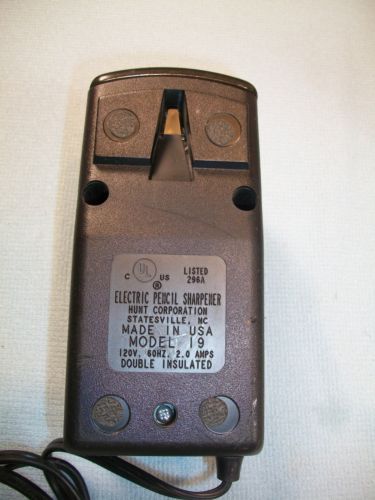 LISTED
C UL US 296A
®
ELECTRIC PENCIL SHARPENER
HUNT CORPORATION
STATESVILLE, NC
MADE IN USA
MODEL 19
120V, 60HZ, 2.0 AMPS
DOUBLE INSULATED